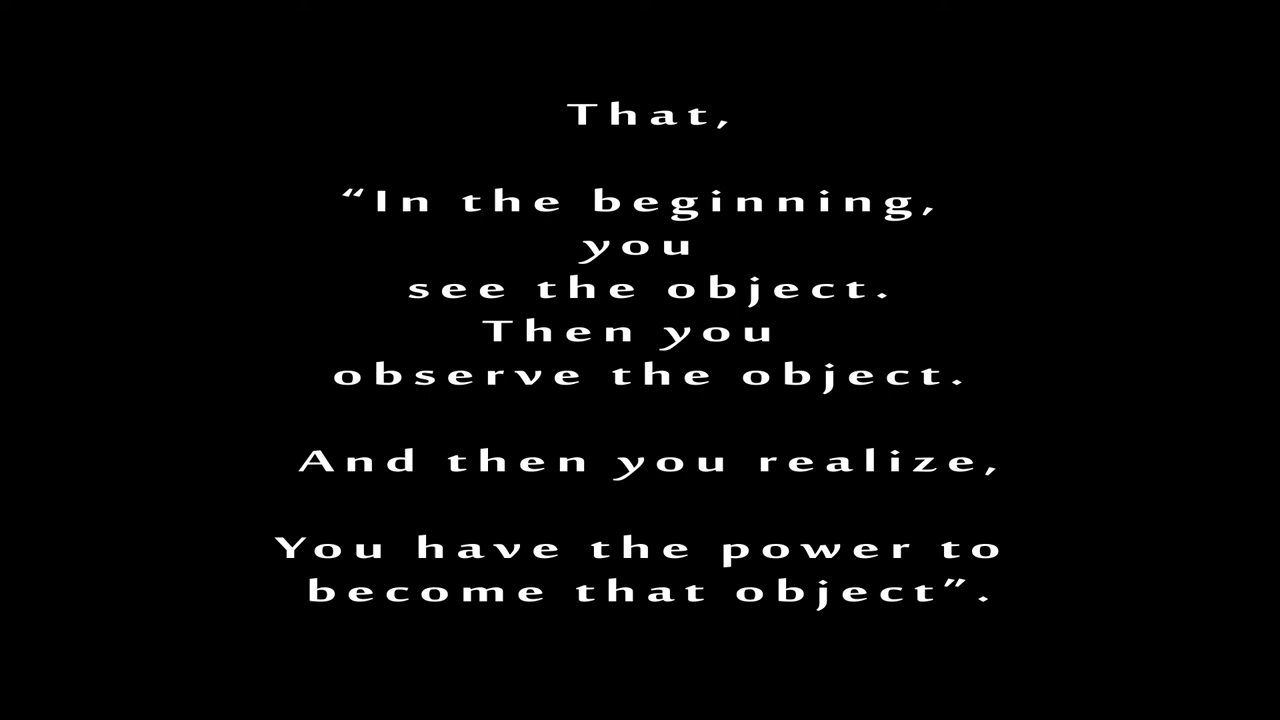 That,
“In the beginning,
you
see the object.
Then you
observe the object.
And then you realize,
You have the power to
become that object”.